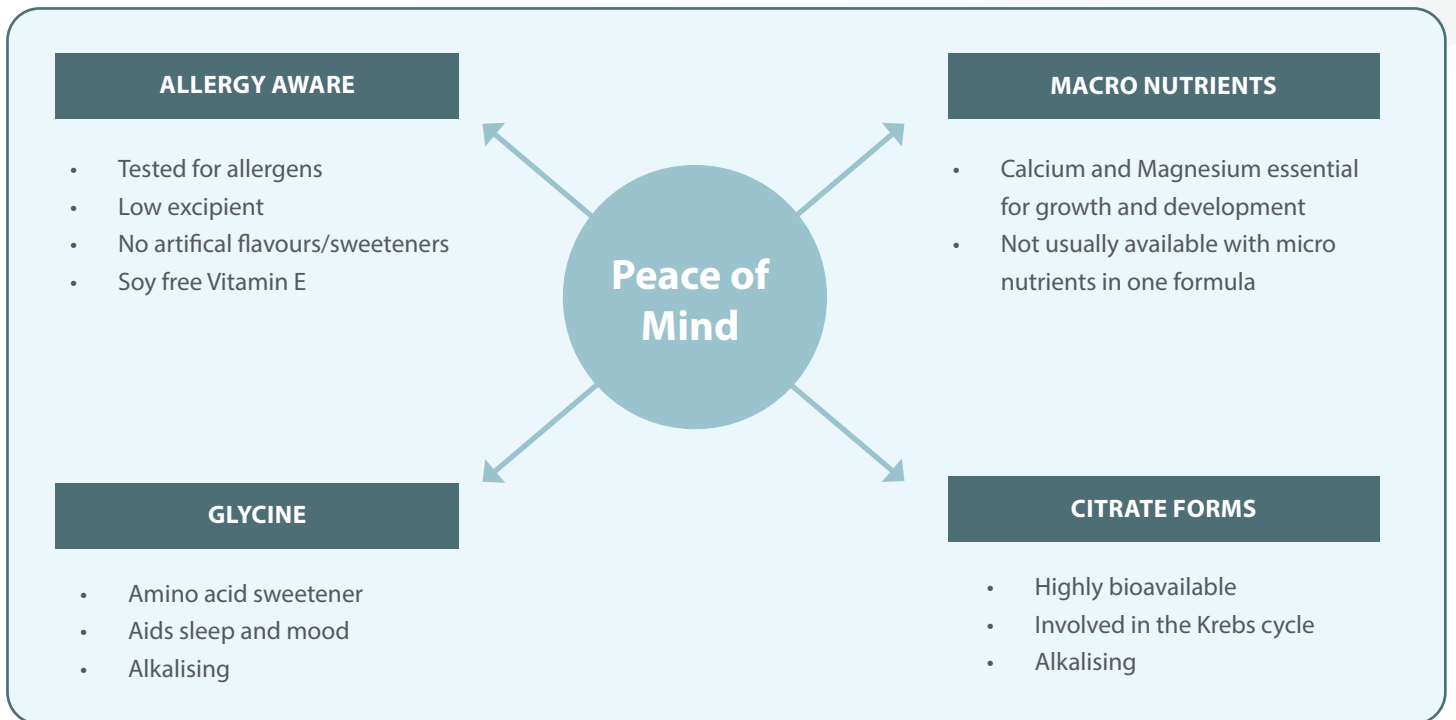 ALLERGY AWARE
• Tested for allergens
• Low excipient
• No artifical flavours/sweeteners
• Soy free Vitamin E
MACRO NUTRIENTS
• Calcium and Magnesium essential
for growth and development
• Not usually available with micro
nutrients in one formula
Peace of
Mind
GLYCINE
• Amino acid sweetener
• Aids sleep and mood
• Alkalising
CITRATE FORMS
• Highly bioavailable
• Involved in the Krebs cycle
• Alkalising